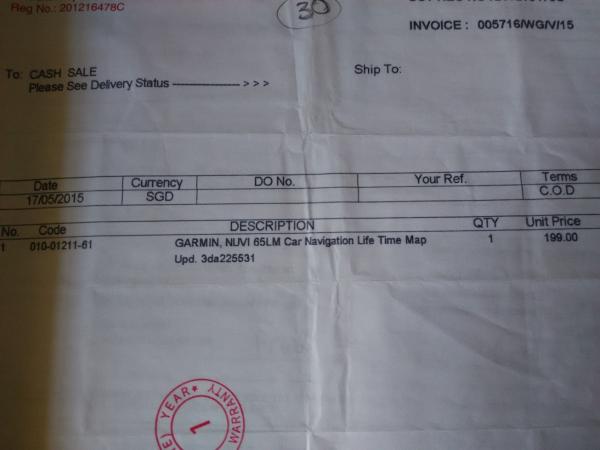 Reg No.: 201216478C
30
INVOICE : 005716/WG/V/15
To: CASH SALE
Please See Delivery Status ---------------- > > >
Ship To:
Date Currency DO No. Your Ref. Terms
17/05/2015 SGD C.O.D
No. Code DESCRIPTION QTY Unit Price
1 010-01211-61 GARMIN, NUVI 65LM Car Navigation Life Time Map 1 199.00
Upd. 3da225531
YEAR* WARRANTY
1